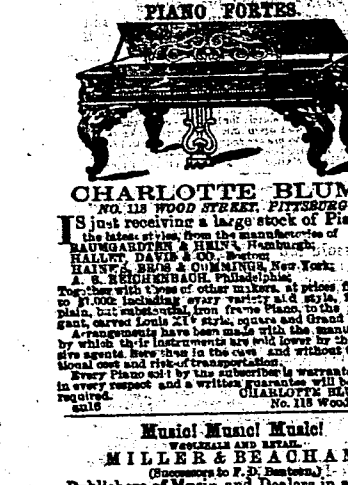 PIANO FORTES.
CHARLOTTE BLUM
NO. 118 WOOD STREET, PITTSBURG
IS just receiving a large stock of Pia
the latest styles, from the manufactories of
BAUMGARDTEN & HEINS, Hamburgh;
HALLET, DAVIS & CO., Boston;
HAINES, BROS & CUMMINGS, New York;
A. S. REICHENBACH, Philadelphia;
Together with those of other makers, at prices f
to $1,000; including every variety and style,
plain, but substantial, iron frame Piano, to the
gant, carved Louis XIV style, square and Grand
Arrangements have been made with the manu
by which their instruments are sold lower by th
sive agents. Here than in the and without
tional cost and risk of transportation.
Every Piano sold by the subscriber is warrante
in every respect and a written guarantee will b
required. CHARLOTTE BLU
au16 No. 118 Wood
Music! Music! Music!
WHOLESALE AND RETAIL.
MILLER & BEACHAM
(Successors to F. D. Benteen,)
Publishers of Music and Dealers in